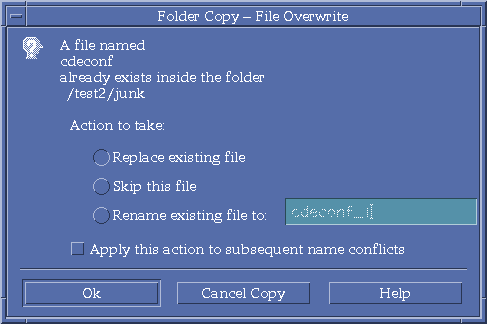 Folder Copy – File Overwrite
A file named
cdeconf
already exists inside the folder
/test2/junk
Action to take:
Replace existing file
Skip this file
Rename existing file to: cdeconf_1
Apply this action to subsequent name conflicts
Ok Cancel Copy Help